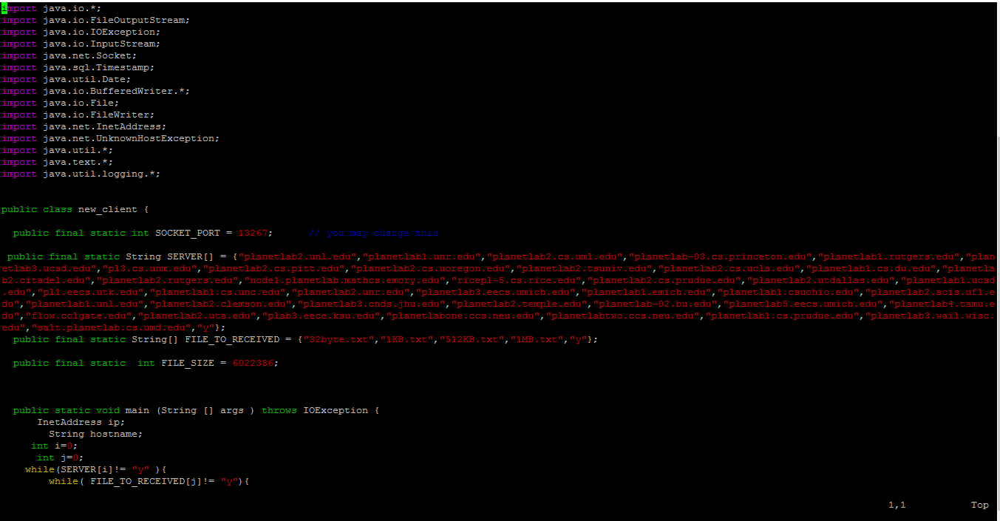 import java.io.*;
import java.io.FileOutputStream;
import java.io.IOException;
import java.io.InputStream;
import java.net.Socket;
import java.sql.Timestamp;
import java.util.Date;
import java.io.BufferedWriter.*;
import java.io.File;
import java.io.FileWriter;
import java.net.InetAddress;
import java.net.UnknownHostException;
import java.util.*;
import java.text.*;
import java.util.logging.*;
public class new_client {
public final static int SOCKET_PORT = 13267; // you may change this
public final static String SERVER[] = {"planetlab2.unl.edu","planetlab1.unr.edu","planetlab2.cs.uml.edu","planetlab-03.cs.princeton.edu","planetlab1.rutgers.edu","plan
etlab3.ucsd.edu","pl3.cs.unm.edu","planetlab2.cs.pitt.edu","planetlab2.cs.uoregon.edu","planetlab2.tsuniv.edu","planetlab2.cs.ucla.edu","planetlab1.cs.du.edu","planetla
b2.citadel.edu","planetlab2.rutgers.edu","node1.planetlab.mathcs.emory.edu","ricepl-5.cs.rice.edu","planetlab2.cs.prudue.edu","planetlab2.utdallas.edu","planetlab1.ucsd
.edu","pl1.eecs.utk.edu","planetlab1.cs.unc.edu","planetlab2.unr.edu","planetlab3.eecs.umich.edu","planetlab1.emich.edu","planetlab1.csuohio.edu","planetlab2.acis.ufl.e
du","planetlab1.unl.edu","planetlab2.clemson.edu","planetlab3.cnds.jhu.edu","planetlab2.temple.edu","planetlab-02.bu.edu","planetlab5.eecs.umich.edu","planetlab4.tamu.e
du","flow.colgate.edu","planetlab2.uta.edu","plab3.eece.ksu.edu","planetlabone.ccs.neu.edu","planetlabtwo.ccs.neu.edu","planetlab1.cs.prudue.edu","planetlab3.wail.wisc.
edu","salt.planetlab.cs.umd.edu","y"};
public final static String[] FILE_TO_RECEIVED = {"32byte.txt","1KB.txt","512KB.txt","1MB.txt","y"};
public final static  int FILE_SIZE = 6022386;
public static void main (String [] args ) throws IOException {
InetAddress ip;
String hostname;
int i=0;
int j=0;
while(SERVER[i]!= "y" ){
while( FILE_TO_RECEIVED[j]!= "y"){
1,1 Top